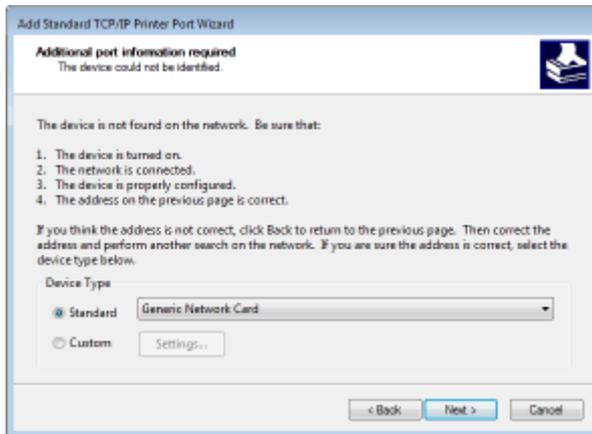 Add Standard TCP/IP Printer Port Wizard
Additional port information required
The device could not be identified.
The device is not found on the network. Be sure that:
1. The device is turned on.
2. The network is connected.
3. The device is properly configured.
4. The address on the previous page is correct.
If you think the address is not correct, click Back to return to the previous page. Then correct the
address and perform another search on the network. If you are sure the address is correct, select the
device type below.
Device Type
Standard Generic Network Card
Custom Settings...
< Back Next > Cancel